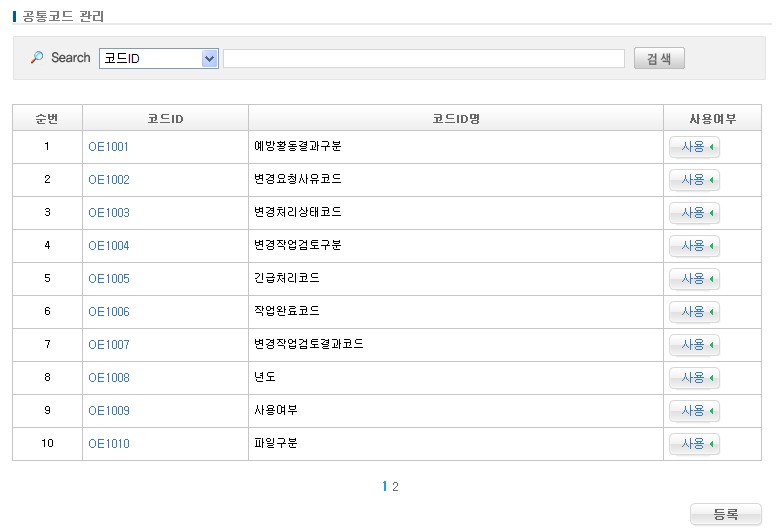 공통코드 관리
Search 코드ID 검색
순번 코드ID 코드ID명 사용여부
1 OE1001 예방활동결과구분 사용
2 OE1002 변경요청사유코드 사용
3 OE1003 변경처리상태코드 사용
4 OE1004 변경작업검토구분 사용
5 OE1005 긴급처리코드 사용
6 OE1006 작업완료코드 사용
7 OE1007 변경작업검토결과코드 사용
8 OE1008 년도 사용
9 OE1009 사용여부 사용
10 OE1010 파일구분 사용
1 2
등록